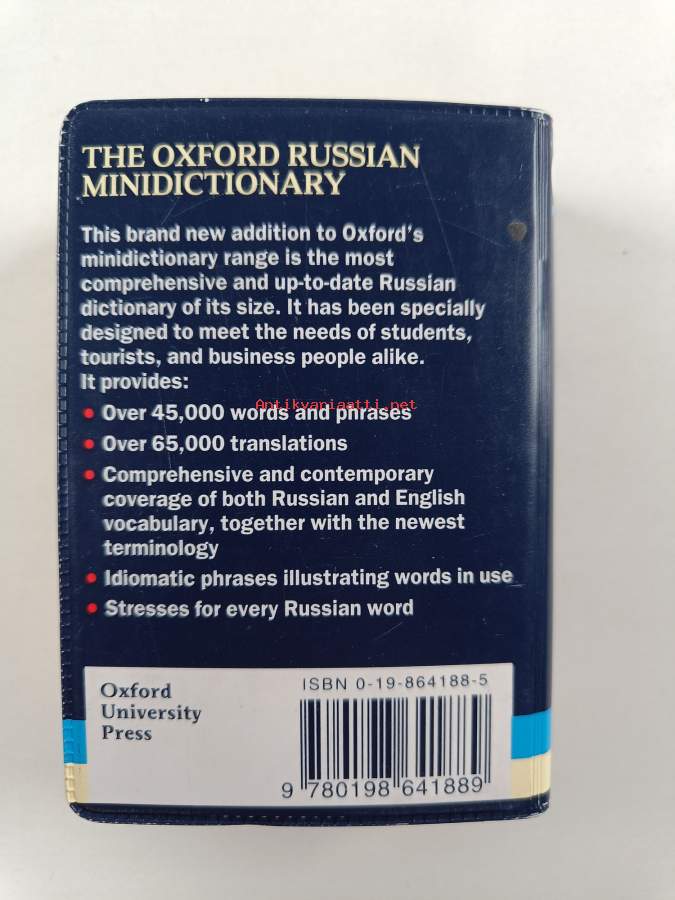 THE OXFORD RUSSIAN
MINIDICTIONARY
This brand new addition to Oxford's
minidictionary range is the most
comprehensive and up-to-date Russian
dictionary of its size. It has been specially
designed to meet the needs of students,
tourists, and business people alike.
It provides:
Antikvariaatti.net
• Over 45,000 words and phrases
• Over 65,000 translations
• Comprehensive and contemporary
coverage of both Russian and English
vocabulary, together with the newest
terminology
• Idiomatic phrases illustrating words in use
• Stresses for every Russian word
Oxford
University
Press
ISBN 0-19-864188-5
9 780198 641889